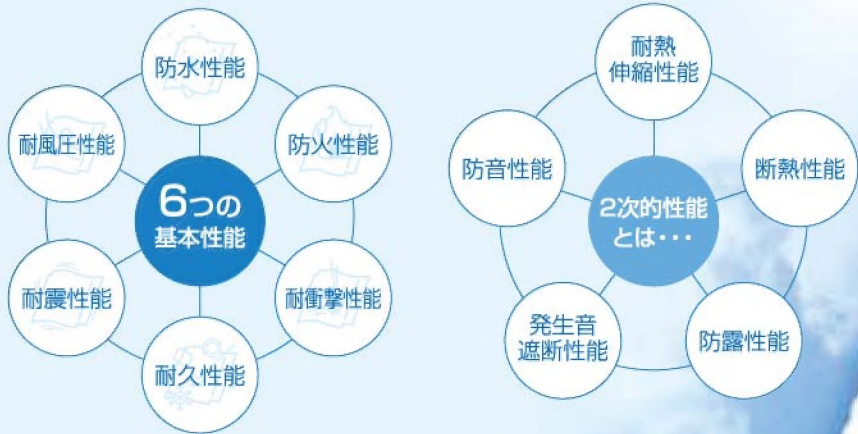 6つの
基本性能
防水性能
防火性能
耐衝撃性能
耐久性能
耐震性能
耐風圧性能
2次的性能
とは・・・
耐熱
伸縮性能
断熱性能
防露性能
発生音
遮断性能
防音性能